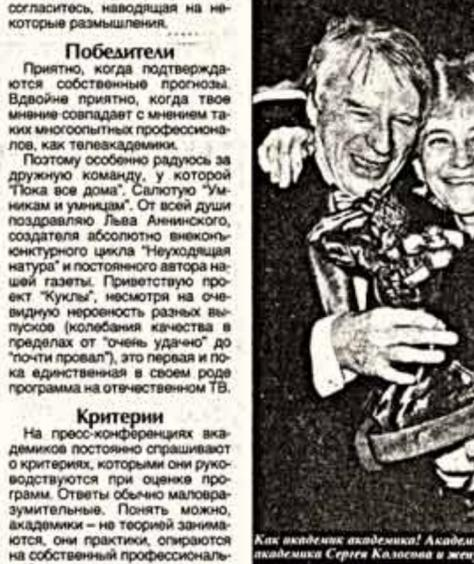 согласитесь, наводящая на не-
которые размышления.
Победители
Приятно, когда подтвержда-
ются собственные прогнозы.
Вдвойне приятно, когда твое
мнение совпадает с мнением та-
ких многоопытных профессиона-
лов, как телеакадемики.
Поэтому особенно радуюсь за
дружную команду, у которой
"Пока все дома". Салютую "Ум-
никам и умницам". От всей души
поздравляю Льва Аннинского,
создателя абсолютно внеконъ-
юнктурного цикла "Неуходящая
натура" и постоянного автора на-
шей газеты. Приветствую про-
ект "Куклы", несмотря на оче-
видную неровность разных вы-
пусков (колебания качества в
пределах от "очень удачно" до
"почти провал"), это первая и по-
ка единственная в своем роде
программа на отечественном ТВ.
Критерии
На пресс-конференциях ака-
демиков постоянно спрашивают
о критериях, которыми они руко-
водствуются при оценке про-
грамм. Ответы обычно маловра-
зумительные. Понять можно,
академики – не теорией занима-
ются, они практики, опираются
на собственный профессиональ-
Как академик академика! Академи
академика Сергея Колосова и же